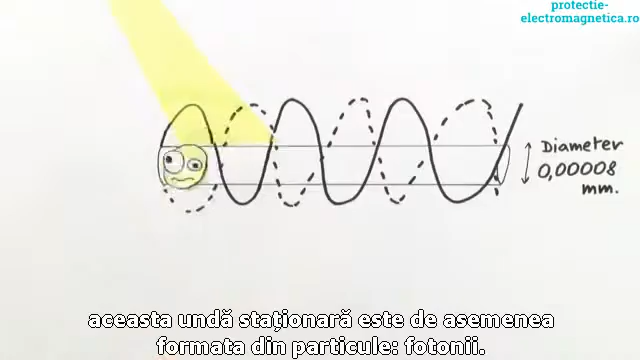 protectie-
electromagnetica.ro
Diameter
0,00008
mm.
aceasta undă staționară este de asemenea
formata din particule: fotonii.